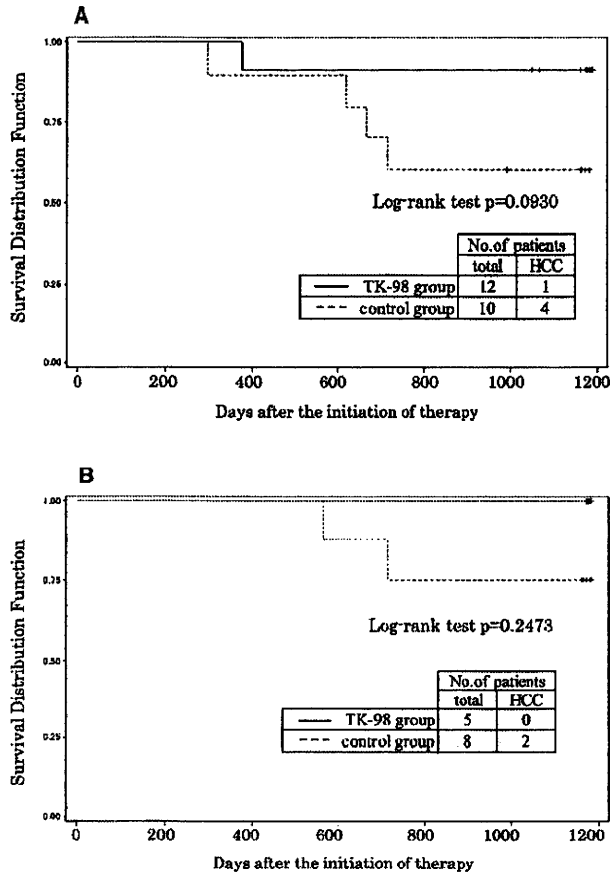 A
1.00
0.75
0.50
0.25
0.00
Survival Distribution Function
Log-rank test p=0.0930
No.of patients
total HCC
TK-98 group 12 1
control group 10 4
0 200 400 600 800 1000 1200
Days after the initiation of therapy
B
1.00
0.75
0.50
0.25
0.00
Survival Distribution Function
Log-rank test p=0.2473
No.of patients
total HCC
TK-98 group 5 0
control group 8 2
0 200 400 600 800 1000 1200
Days after the initiation of therapy